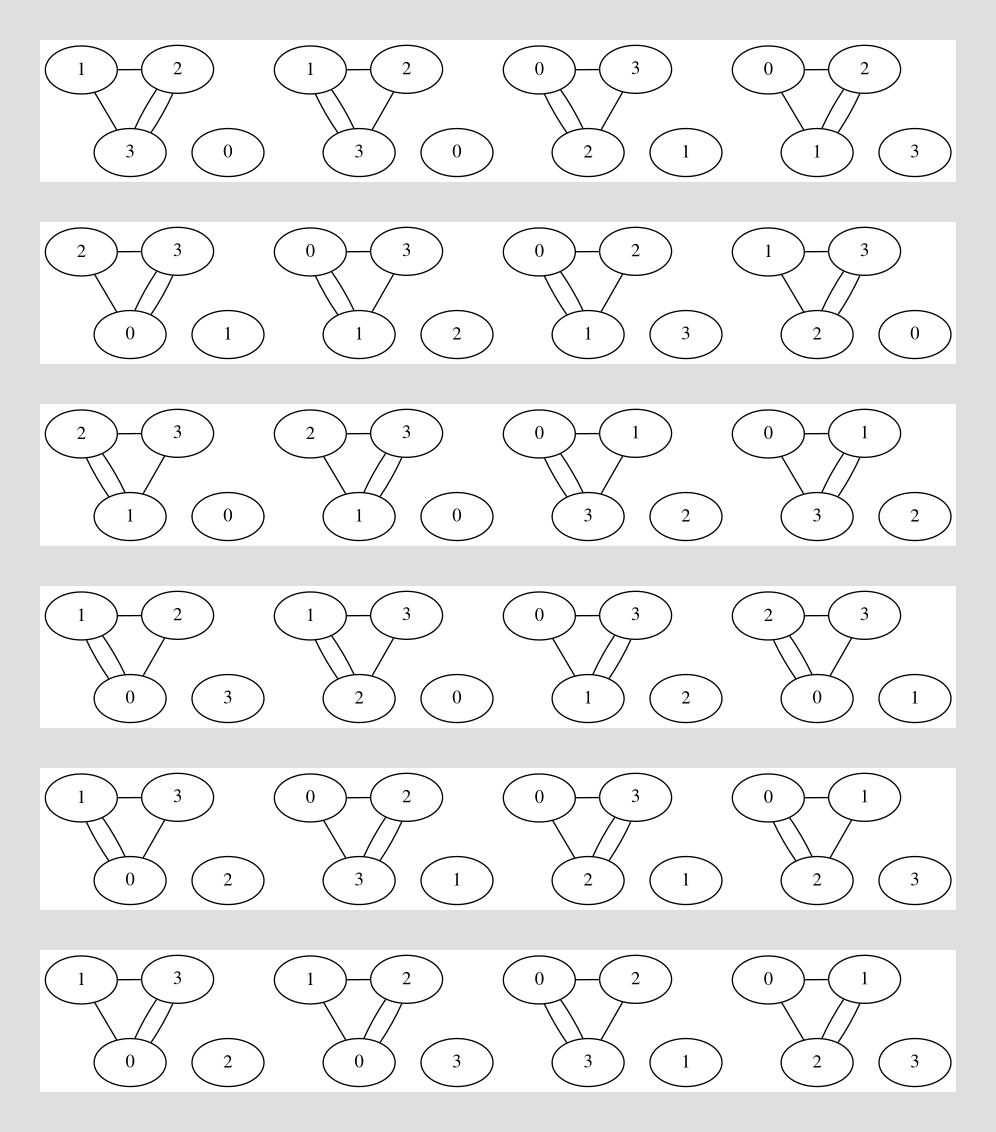 1 2 1 2 0 3 0 2
3 0 3 0 2 1 1 3
2 3 0 3 0 2 1 3
0 1 1 2 1 3 2 0
2 3 2 3 0 1 0 1
1 0 1 0 3 2 3 2
1 2 1 3 0 3 2 3
0 3 2 0 1 2 0 1
1 3 0 2 0 3 0 1
0 2 3 1 2 1 2 3
1 3 1 2 0 2 0 1
0 2 0 3 3 1 2 3